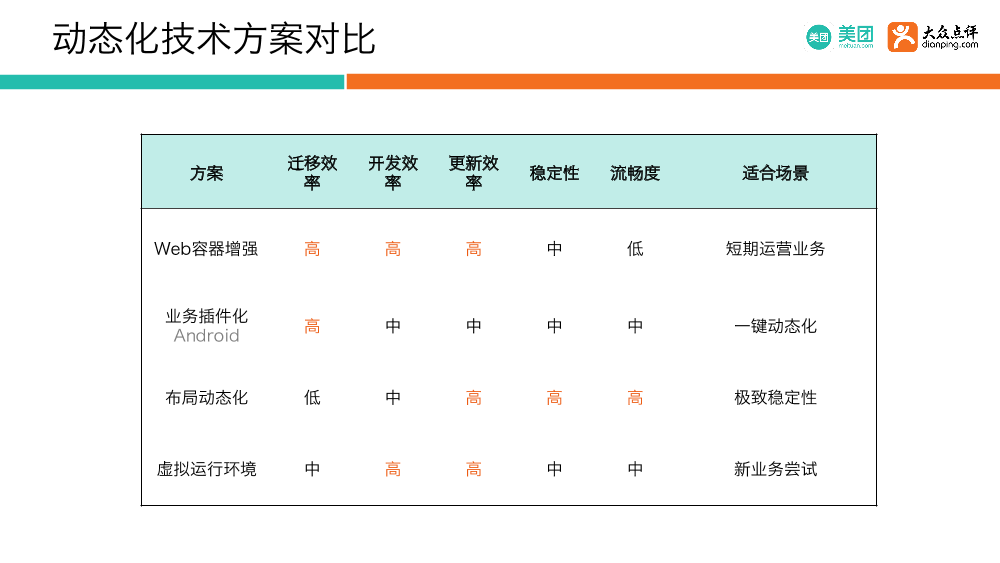 动态化技术方案对比
美团 美团 大众点评
meituan.com dianping.com
方案 迁移效率 开发效率 更新效率 稳定性 流畅度 适合场景
Web容器增强 高 高 高 中 低 短期运营业务
业务插件化 高 中 中 中 中 一键动态化
Android
布局动态化 低 中 高 高 高 极致稳定性
虚拟运行环境 中 高 高 中 中 新业务尝试